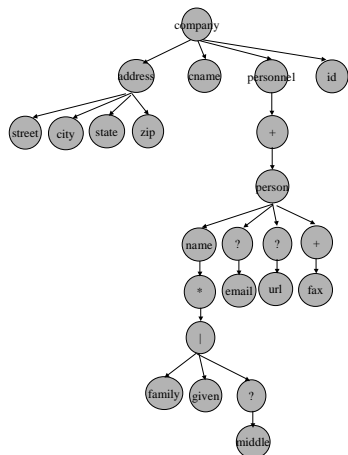 company
address cname personnel id
street city state zip +
person
name ? ? +
* email url fax
|
family given ?
middle